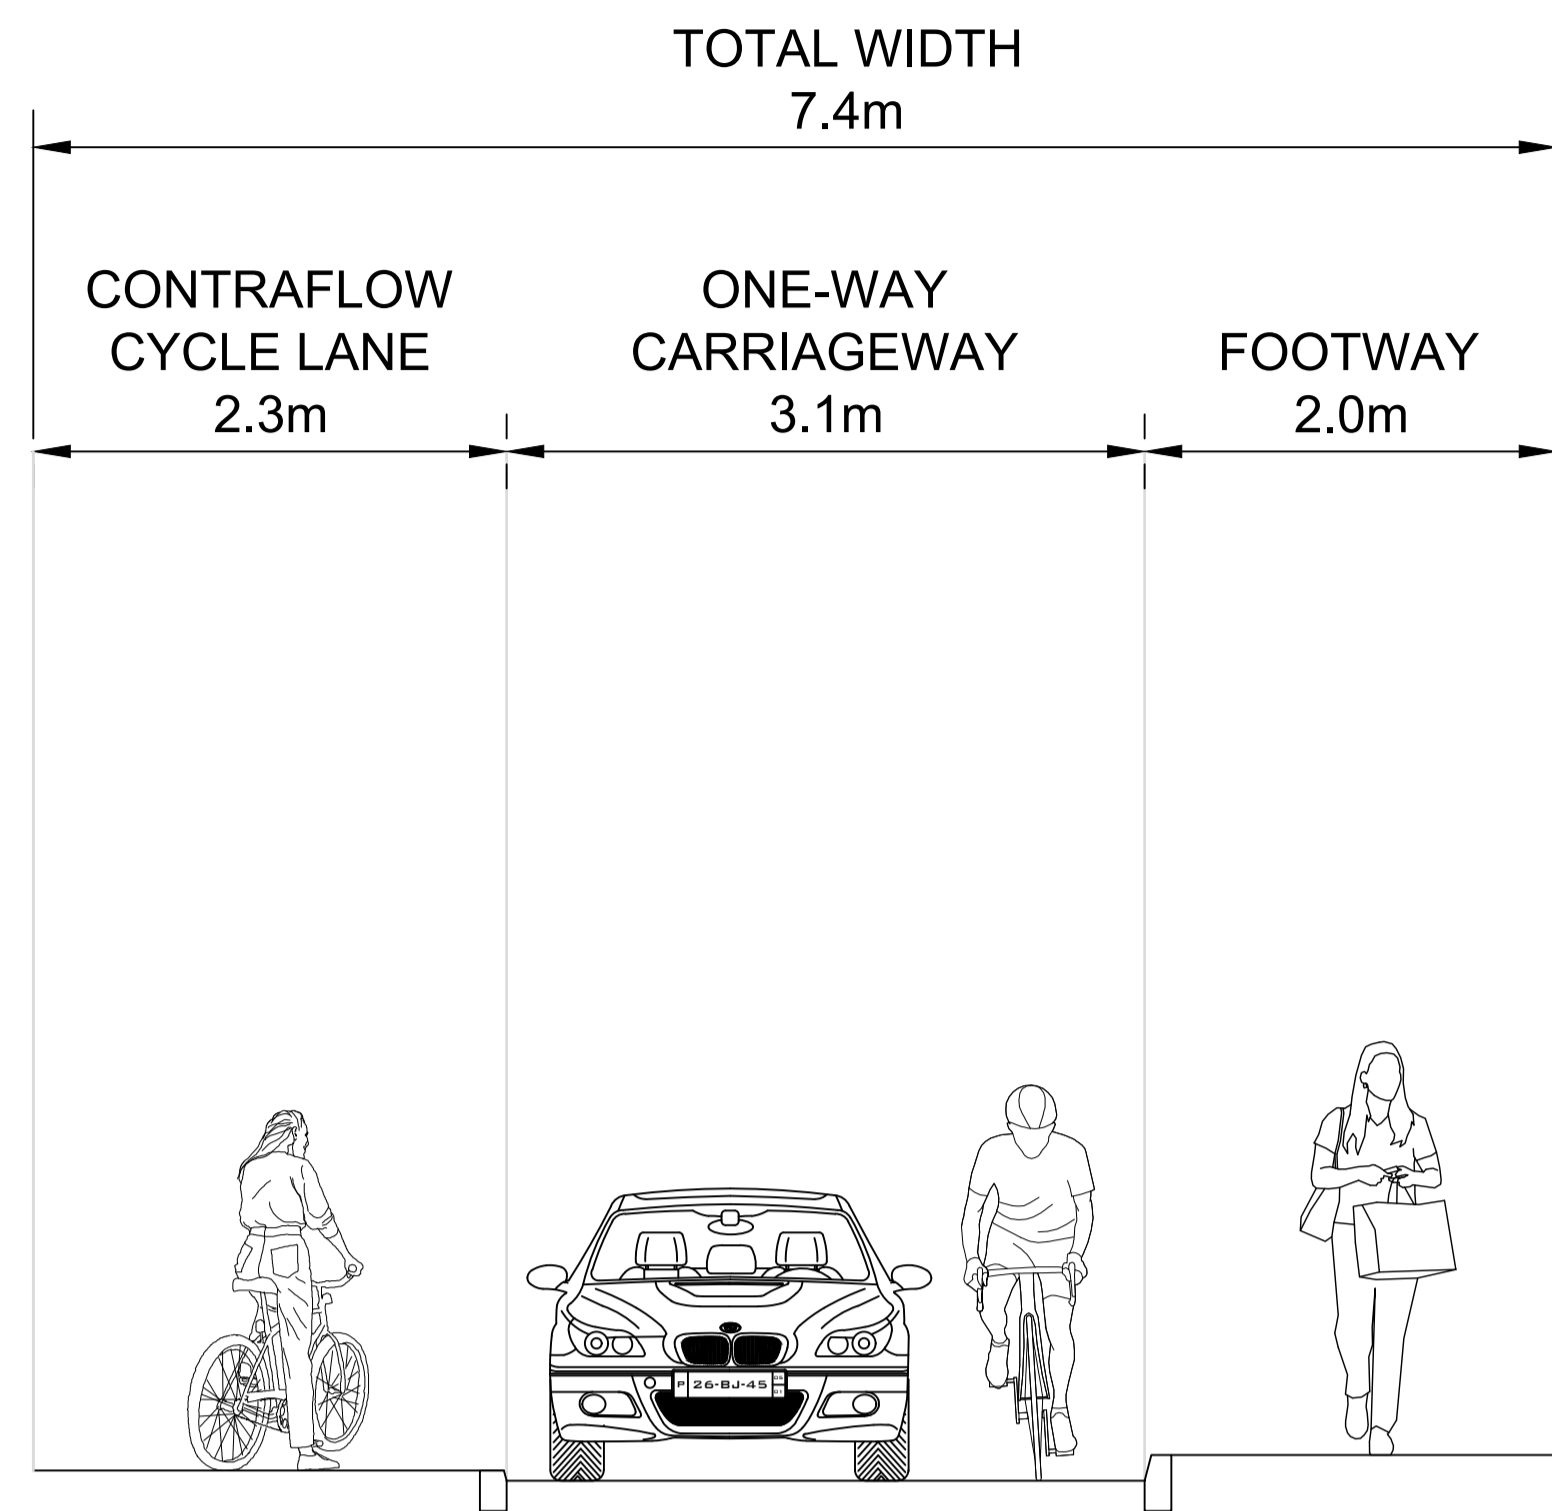 TOTAL WIDTH
7.4m
CONTRAFLOW
CYCLE LANE
2.3m
ONE-WAY
CARRIAGEWAY
3.1m
FOOTWAY
2.0m
P 26-BJ-45